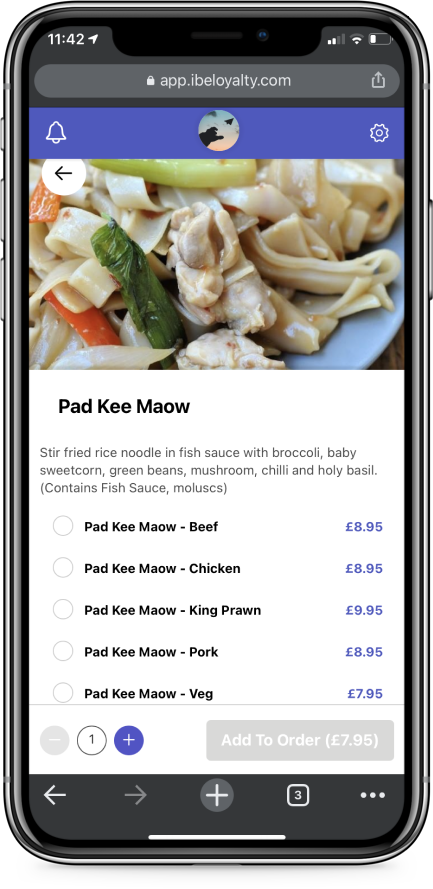 11:42
app.ibeloyalty.com
Pad Kee Maow
Stir fried rice noodle in fish sauce with broccoli, baby
sweetcorn, green beans, mushroom, chilli and holy basil.
(Contains Fish Sauce, moluscs)
Pad Kee Maow - Beef £8.95
Pad Kee Maow - Chicken £8.95
Pad Kee Maow - King Prawn £9.95
Pad Kee Maow - Pork £8.95
Pad Kee Maow - Veg £7.95
1 Add To Order (£7.95)
3